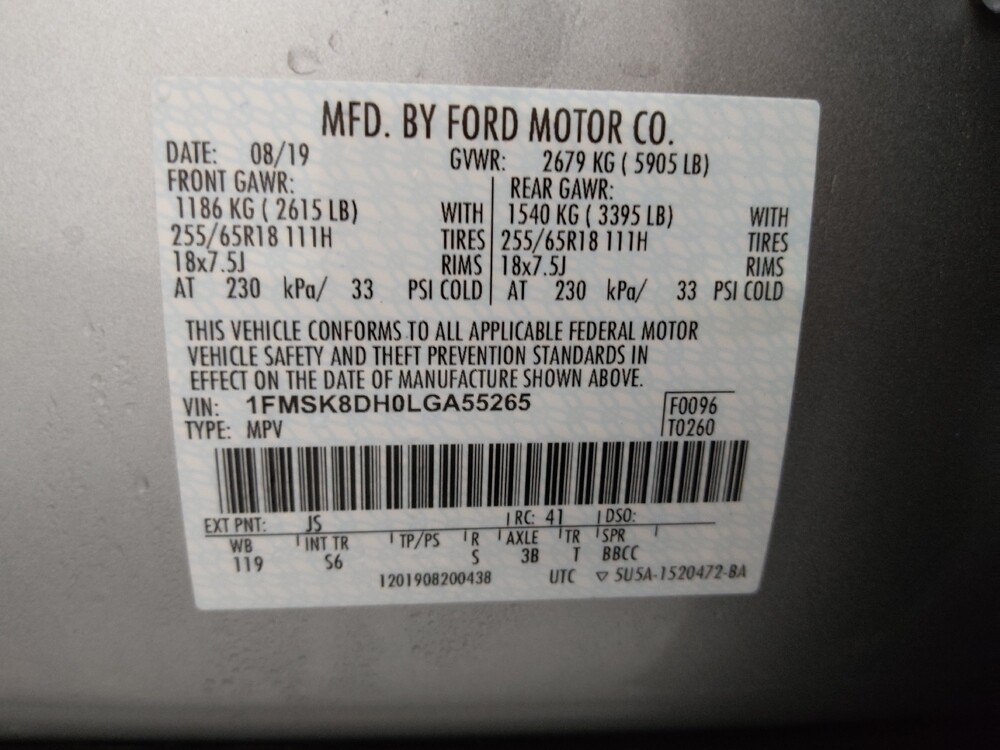 MFD. BY FORD MOTOR CO.
DATE: 08/19 GVWR: 2679 KG ( 5905 LB)
FRONT GAWR: REAR GAWR:
1186 KG ( 2615 LB) WITH 1540 KG ( 3395 LB) WITH
255/65R18 111H TIRES 255/65R18 111H TIRES
18x7.5J RIMS 18x7.5J RIMS
AT 230 kPa/ 33 PSI COLD AT 230 kPa/ 33 PSI COLD
THIS VEHICLE CONFORMS TO ALL APPLICABLE FEDERAL MOTOR
VEHICLE SAFETY AND THEFT PREVENTION STANDARDS IN
EFFECT ON THE DATE OF MANUFACTURE SHOWN ABOVE.
VIN: 1FMSK8DH0LGA55265 F0096
TYPE: MPV T0260
EXT PNT: JS RC: 41 DSO:
WB INT TR TP/PS R AXLE TR SPR
119 S6 S 3B T BBCC
1201908200438 UTC ▽ 5U5A-1520472-BA